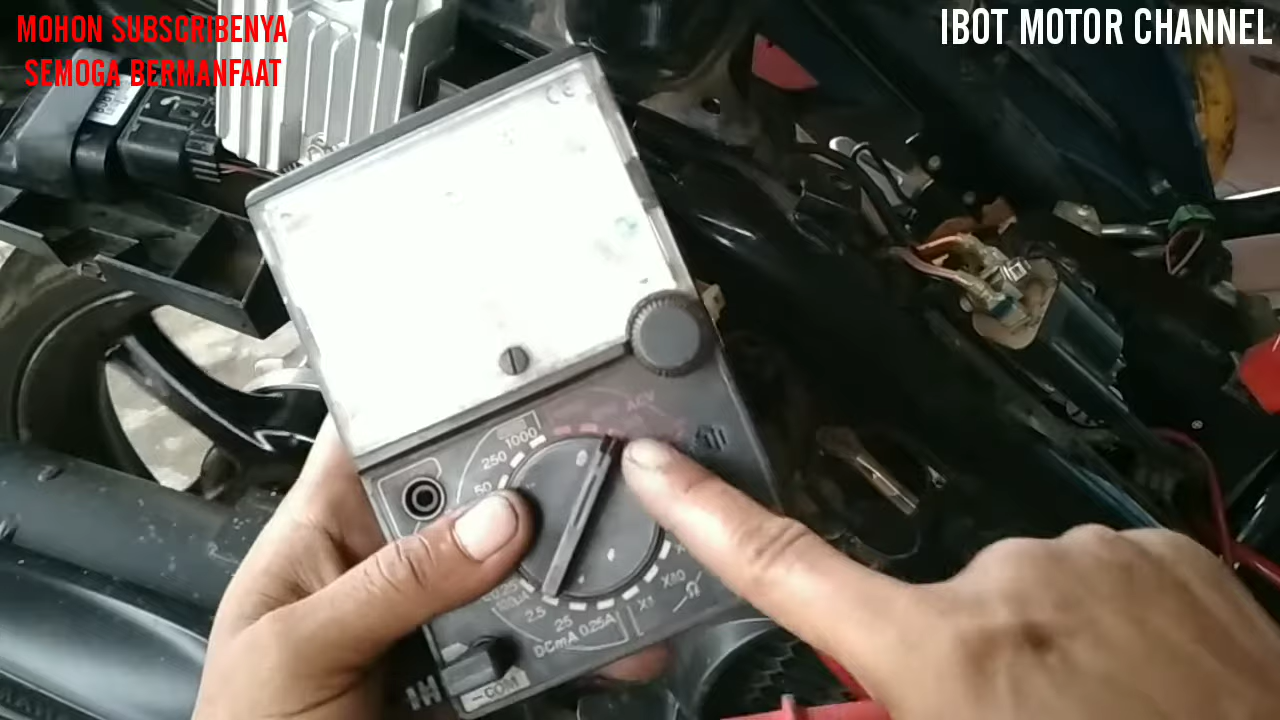 MOHON SUBSCRIBENYA
SEMOGA BERMANFAAT
IBOT MOTOR CHANNEL
ACV
1000
250
50
2.5
25
DCmA 0.25A
X1
X10
Ω
-COM